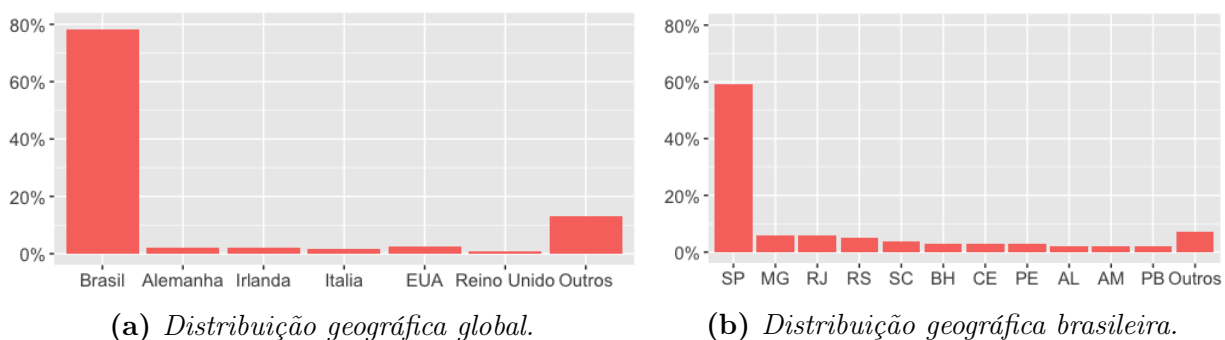 80%
60%
40%
20%
0%
Brasil Alemanha Irlanda Italia EUA Reino Unido Outros
(a) Distribuição geográfica global.
80%
60%
40%
20%
0%
SP MG RJ RS SC BH CE PE AL AM PB Outros
(b) Distribuição geográfica brasileira.